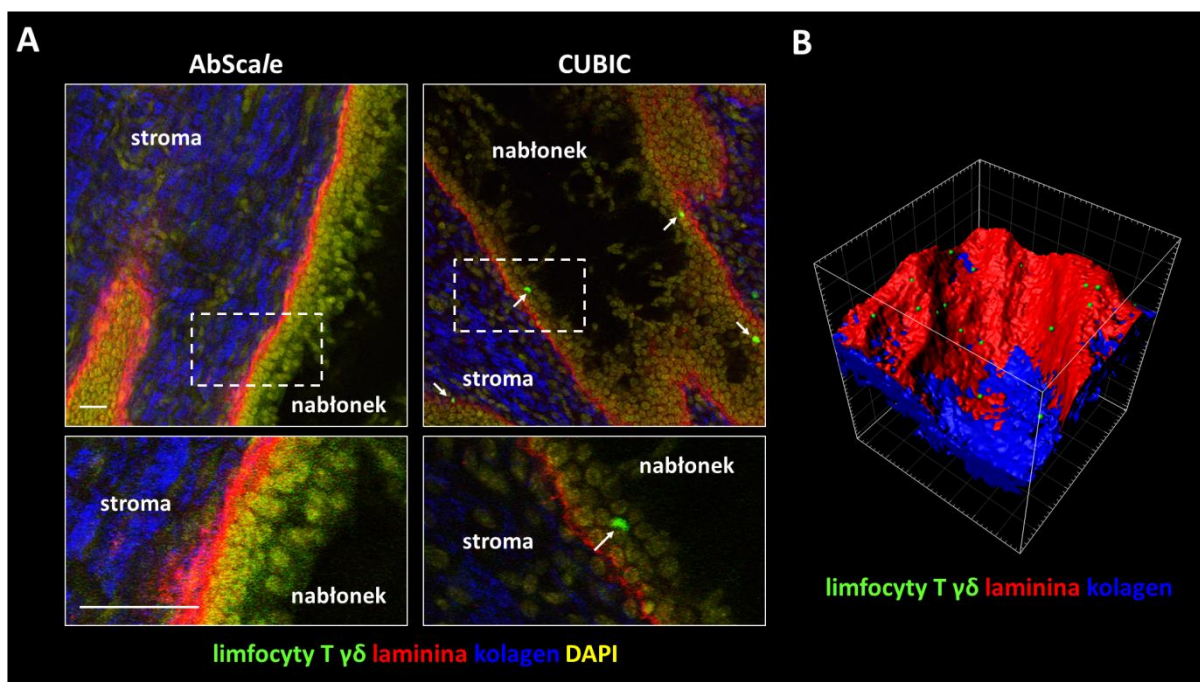 A
B
AbScale
CUBIC
stroma
nabłonek
nabłonek
stroma
stroma
nabłonek
nabłonek
stroma
limfocyty T γδ laminina kolagen DAPI
limfocyty T γδ laminina kolagen